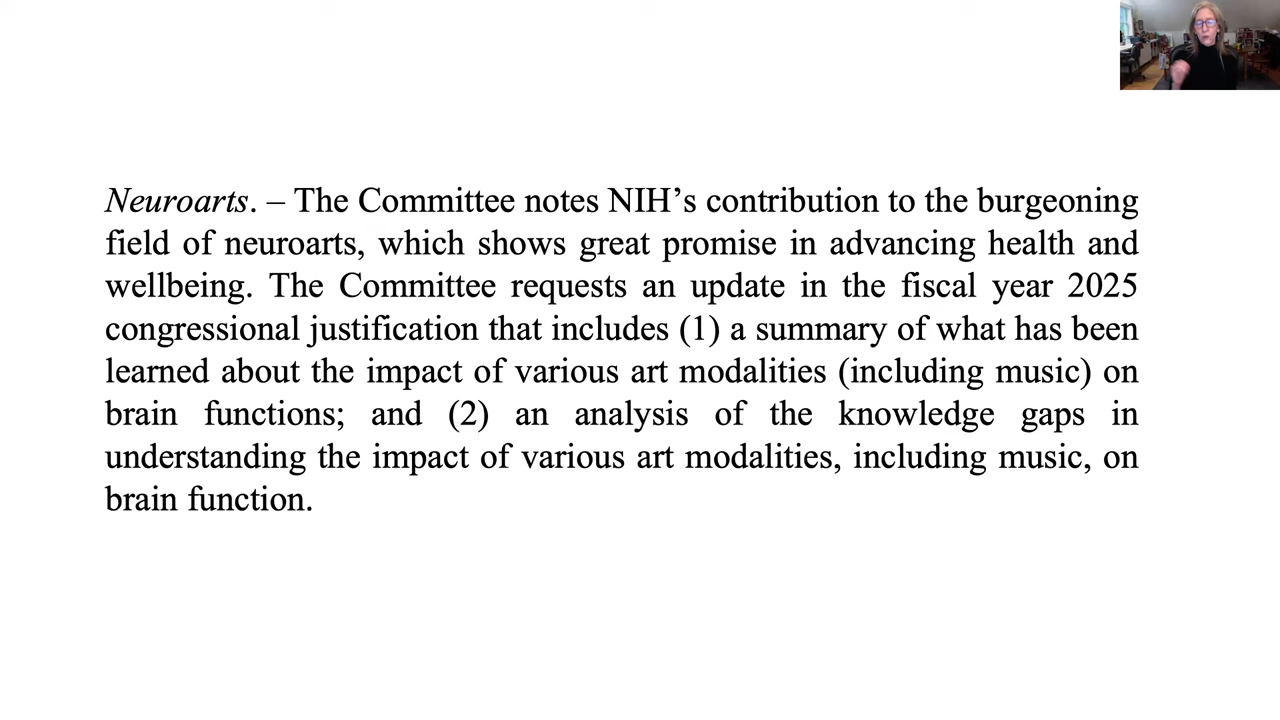 Neuroarts. – The Committee notes NIH’s contribution to the burgeoning
field of neuroarts, which shows great promise in advancing health and
wellbeing. The Committee requests an update in the fiscal year 2025
congressional justification that includes (1) a summary of what has been
learned about the impact of various art modalities (including music) on
brain functions; and (2) an analysis of the knowledge gaps in
understanding the impact of various art modalities, including music, on
brain function.